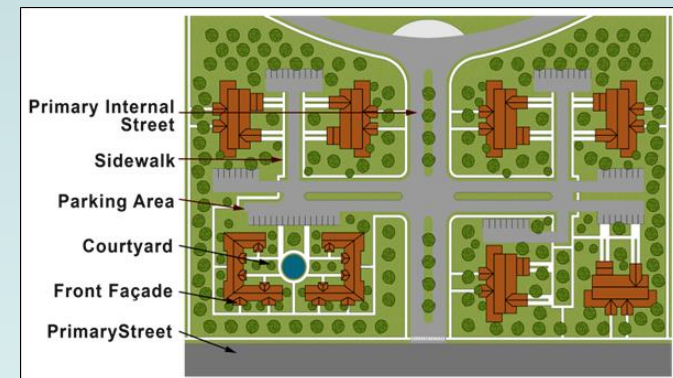 Primary Internal
Street
Sidewalk
Parking Area
Courtyard
Front Façade
PrimaryStreet